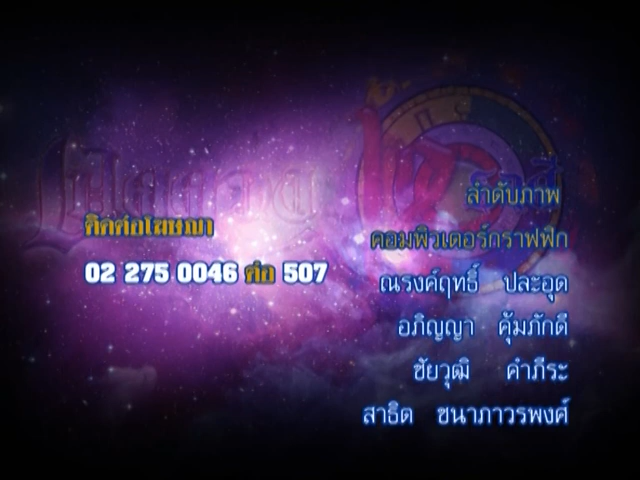 ติดต่อโฆษณา
02 275 0046 ต่อ 507
ลำดับภาพ
คอมพิวเตอร์กราฟฟิก
ณรงค์ฤทธิ์ ปละอุด
อภิญญา คุ้มภักดี
ชัยวุฒิ คำภีระ
สาธิต ชนาภาวรพงศ์